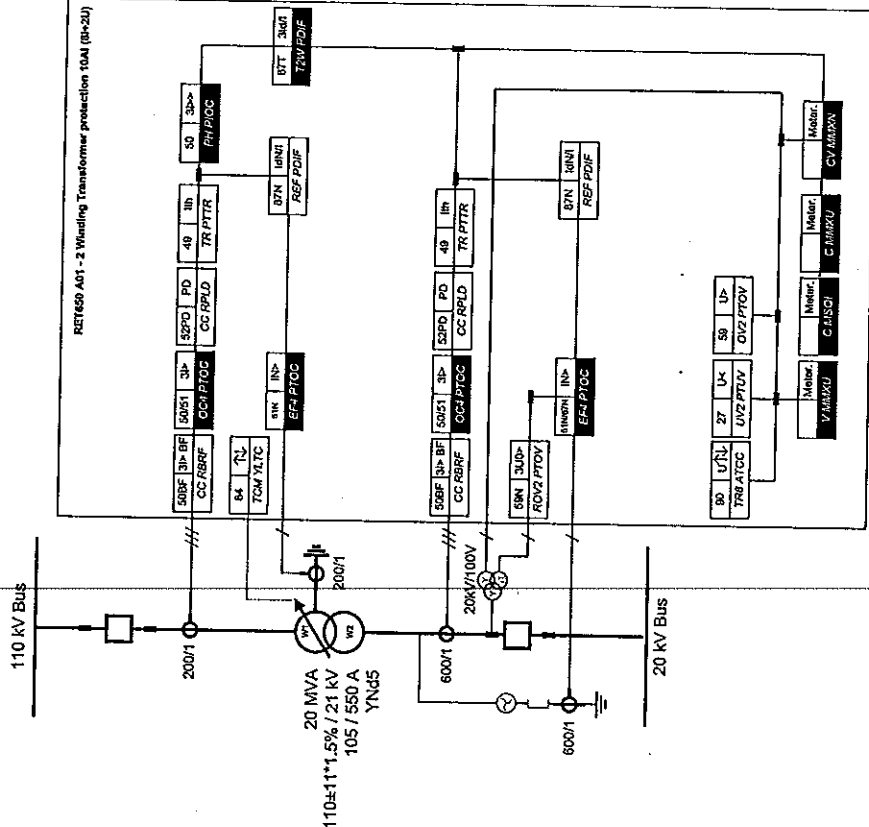 RET650 A01 - 2 Winding Transformer protection 10AI (8I+2U)
110 kV Bus
200/1
50BF 3I> BF
CC RBRF
50/51 3I>
OC4 PTOC
52PD PD
CC RPLD
49 Ith
TR PTTR
50 3I>>
PH PIOC
87T 3Id/I
T2W PDIF
84 ↑↓
TCM YLTC
200/1
51N IN>
EF4 PTOC
87N IdN/I
REF PDIF
W1
W2
20 MVA
110±11*1.5% / 21 kV
105 / 550 A
YNd5
600/1
50BF 3I> BF
CC RBRF
50/51 3I>
OC4 PTOC
52PD PD
CC RPLD
49 Ith
TR PTTR
20kV/100V
59N 3U0>
ROV2 PTOV
600/1
51N/67N IN>
EF4 PTOC
87N IdN/I
REF PDIF
20 kV Bus
90 U↑↓
TR8 ATCC
27 U<
UV2 PTUV
59 U>
OV2 PTOV
Meter.
V MMXU
Meter.
C MSQI
Meter.
C MMXU
Meter.
CV MMXN